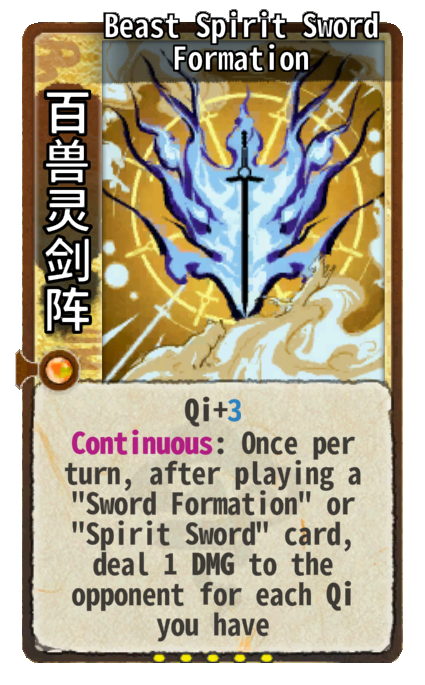 Beast Spirit Sword
Formation
百兽灵剑阵
Qi+3
Continuous: Once per
turn, after playing a
"Sword Formation" or
"Spirit Sword" card,
deal 1 DMG to the
opponent for each Qi
you have